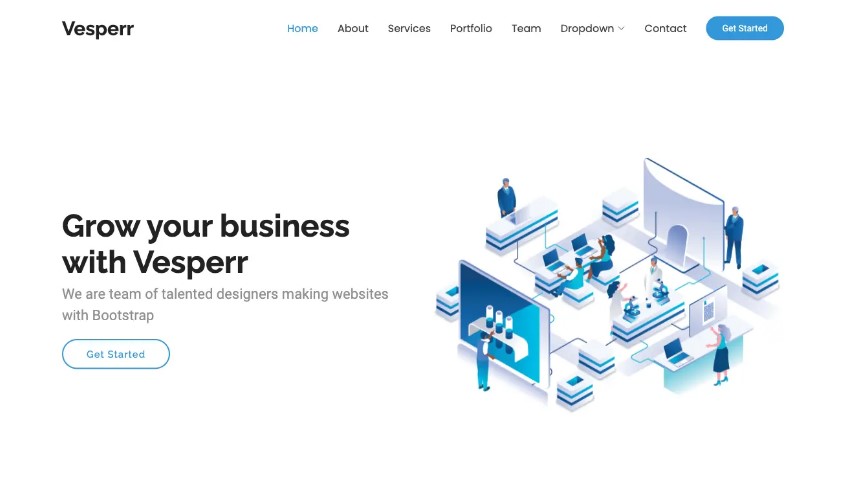 Vesperr
Home About Services Portfolio Team Dropdown Contact Get Started
Grow your business
with Vesperr
We are team of talented designers making websites
with Bootstrap
Get Started